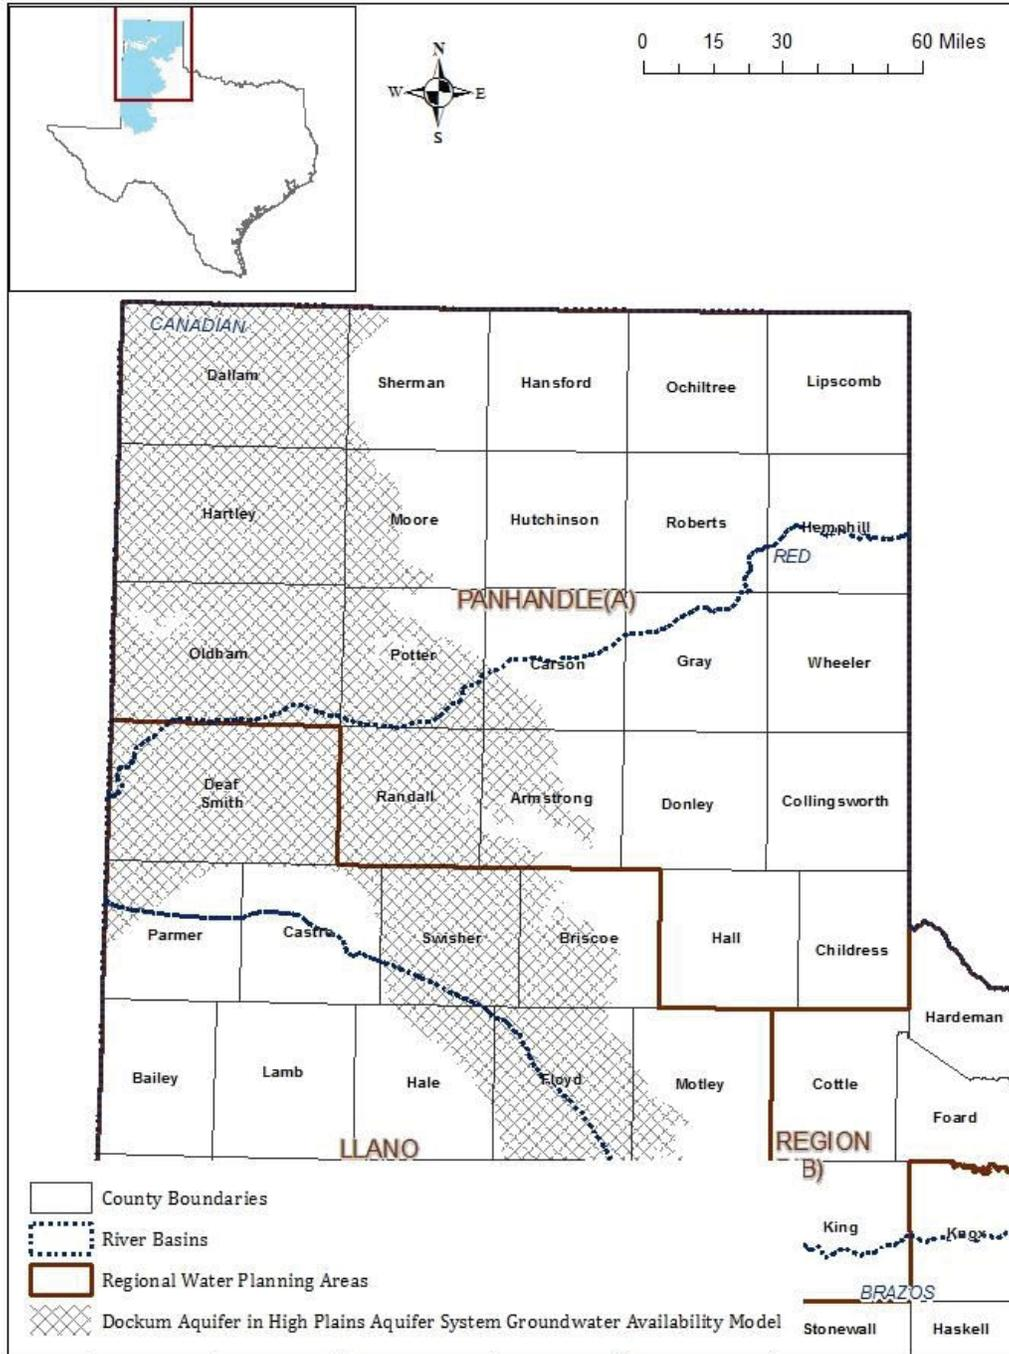 0 15 30 60 Miles
N
W E
S
CANADIAN
Dallam
Sherman
Hansford
Ochiltree
Lipscomb
Hartley
Moore
Hutchinson
Roberts
Hemphill
RED
PANHANDLE(A)
Oldham
Potter
Carson
Gray
Wheeler
Deaf
Smith
Randall
Armstrong
Donley
Collingsworth
Parmer
Castro
Swisher
Briscoe
Hall
Childress
Hardeman
Bailey
Lamb
Hale
Floyd
Motley
Cottle
Foard
LLANO
REGION
B)
County Boundaries
River Basins
Regional Water Planning Areas
Dockum Aquifer in High Plains Aquifer System Groundwater Availability Model
King
Knox
BRAZOS
Stonewall
Haskell